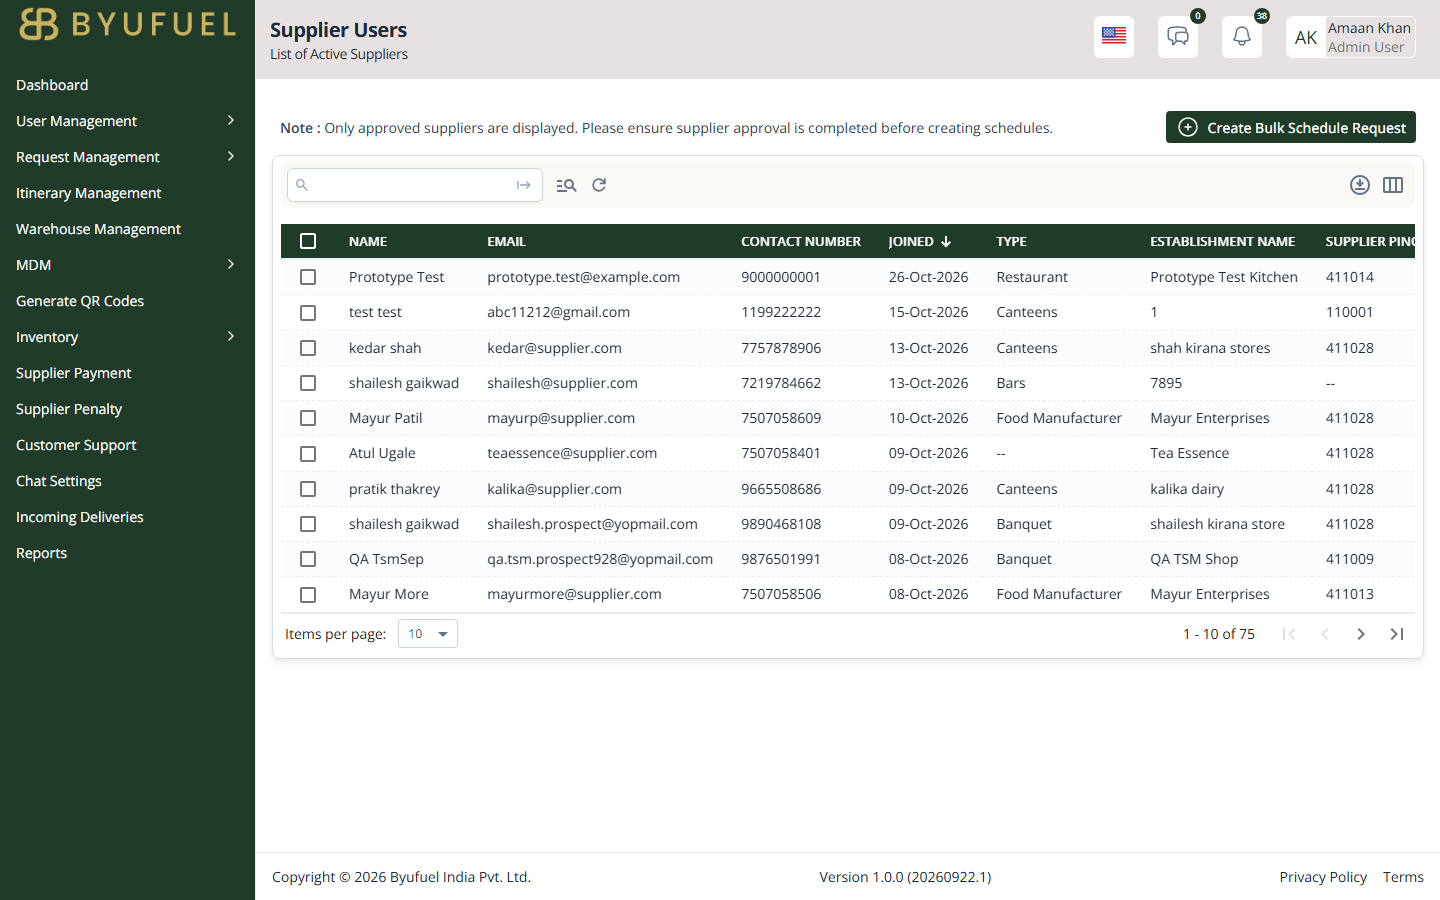 BYUFUEL
Supplier Users
List of Active Suppliers
0
38
AK
Amaan Khan
Admin User
Dashboard
User Management
Request Management
Itinerary Management
Warehouse Management
MDM
Generate QR Codes
Inventory
Supplier Payment
Supplier Penalty
Customer Support
Chat Settings
Incoming Deliveries
Reports
Note : Only approved suppliers are displayed. Please ensure supplier approval is completed before creating schedules.
Create Bulk Schedule Request
NAME EMAIL CONTACT NUMBER JOINED TYPE ESTABLISHMENT NAME SUPPLIER PINC
Prototype Test prototype.test@example.com 9000000001 26-Oct-2026 Restaurant Prototype Test Kitchen 411014
test test abc11212@gmail.com 1199222222 15-Oct-2026 Canteens 1 110001
kedar shah kedar@supplier.com 7757878906 13-Oct-2026 Canteens shah kirana stores 411028
shailesh gaikwad shailesh@supplier.com 7219784662 13-Oct-2026 Bars 7895 --
Mayur Patil mayurp@supplier.com 7507058609 10-Oct-2026 Food Manufacturer Mayur Enterprises 411028
Atul Ugale teaessence@supplier.com 7507058401 09-Oct-2026 -- Tea Essence 411028
pratik thakrey kalika@supplier.com 9665508686 09-Oct-2026 Canteens kalika dairy 411028
shailesh gaikwad shailesh.prospect@yopmail.com 9890468108 09-Oct-2026 Banquet shailesh kirana store 411028
QA TsmSep qa.tsm.prospect928@yopmail.com 9876501991 08-Oct-2026 Banquet QA TSM Shop 411009
Mayur More mayurmore@supplier.com 7507058506 08-Oct-2026 Food Manufacturer Mayur Enterprises 411013
Items per page: 10 1 - 10 of 75
Copyright © 2026 Byufuel India Pvt. Ltd. Version 1.0.0 (20260922.1) Privacy Policy Terms